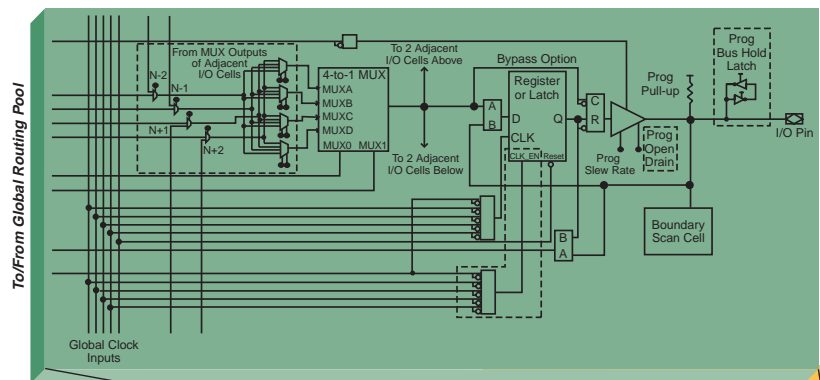 To/From Global Routing Pool
From MUX Outputs
of Adjacent
I/O Cells
N-2
N-1
N+1
N+2
4-to-1 MUX
MUXA
MUXB
MUXC
MUXD
MUX0 MUX1
To 2 Adjacent
I/O Cells Above
To 2 Adjacent
I/O Cells Below
Bypass Option
Register
or Latch
A
B
D
Q
CLK
CLK_EN Reset
C
R
B
A
Prog
Slew Rate
Prog
Open
Drain
Prog
Pull-up
Prog
Bus Hold
Latch
I/O Pin
Boundary
Scan Cell
Global Clock
Inputs